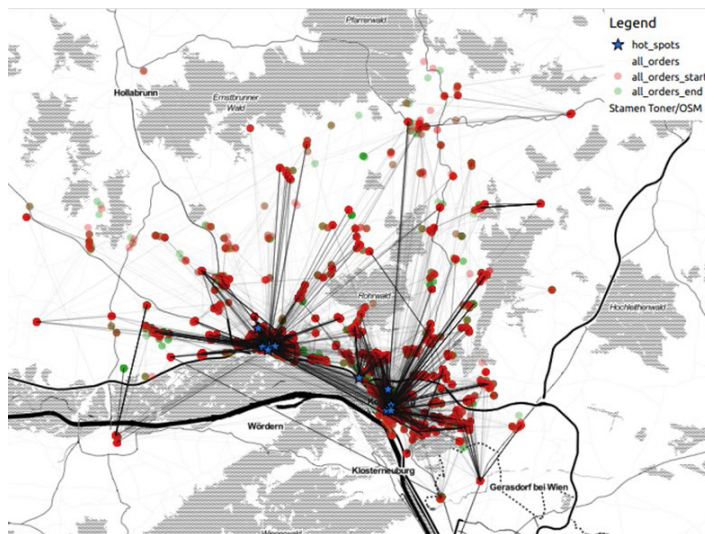 Pfarrerwald
Legend
hot_spots
all_orders
all_orders_start
all_orders_end
Stamen Toner/OSM
Hollabrunn
Ernstbrunner
Wald
Rohrwald
Hochleithenwald
Wördern
Klosterneuburg
Gerasdorf bei Wien